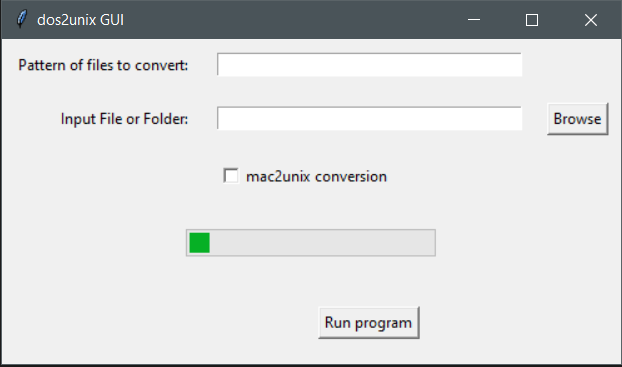 dos2unix GUI
Pattern of files to convert:
Input File or Folder:
Browse
mac2unix conversion
Run program